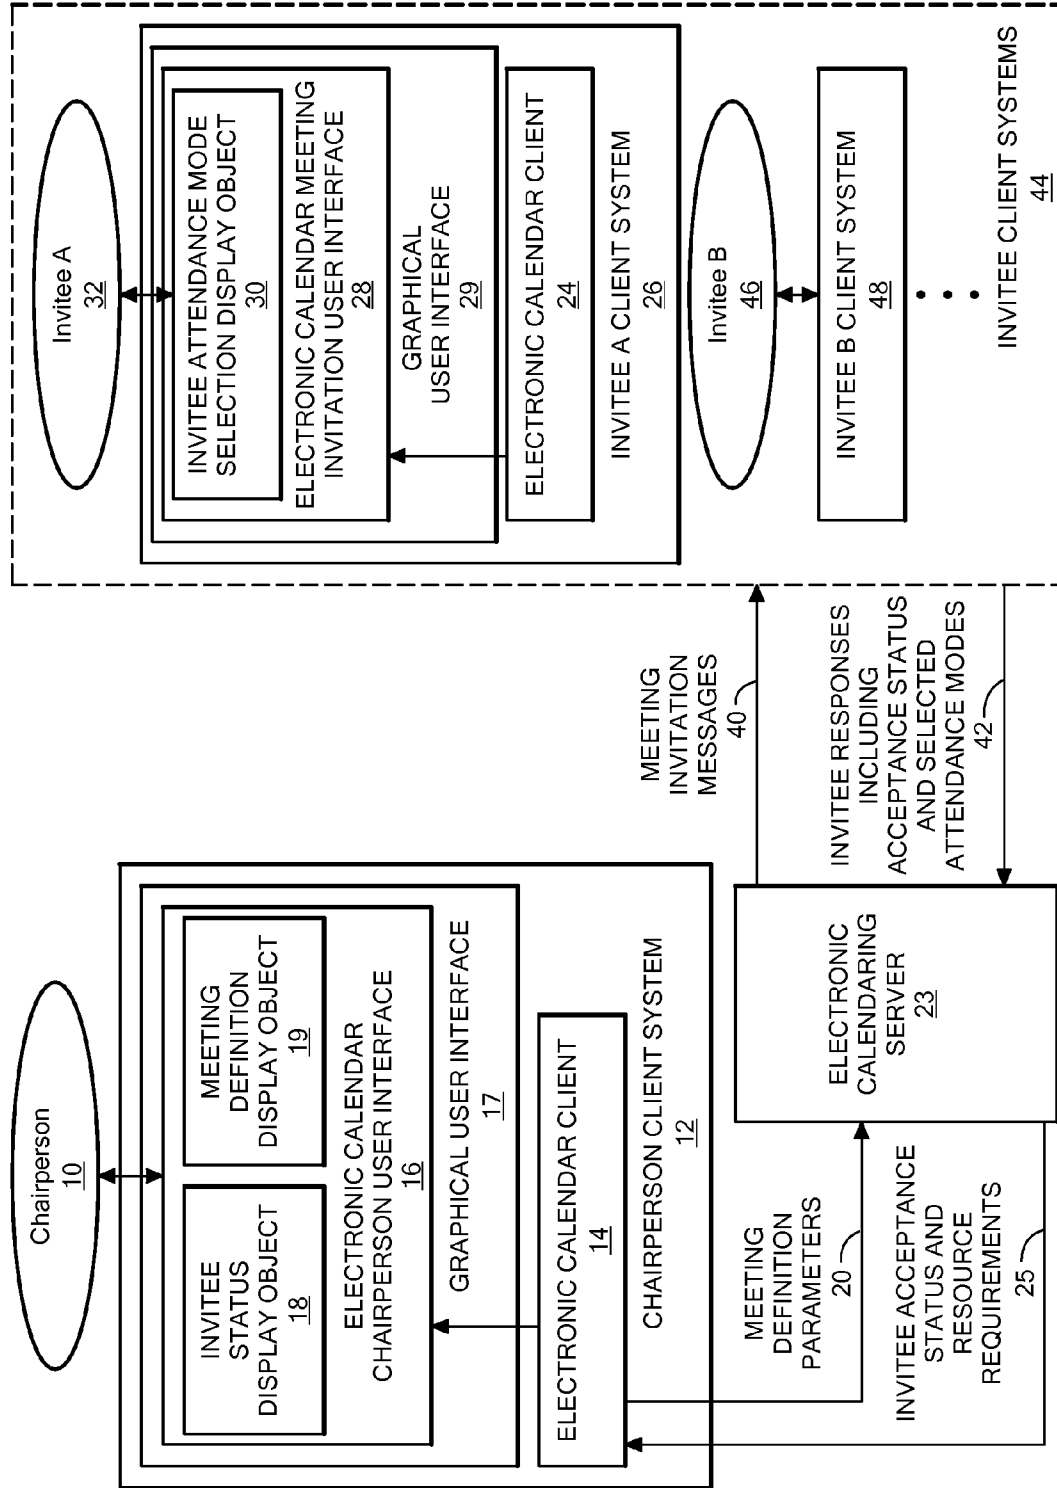 Chairperson
10
INVITEE
STATUS
DISPLAY OBJECT
18
MEETING
DEFINITION
DISPLAY OBJECT
19
ELECTRONIC CALENDAR
CHAIRPERSON USER INTERFACE
16
GRAPHICAL USER INTERFACE
17
ELECTRONIC CALENDAR CLIENT
14
CHAIRPERSON CLIENT SYSTEM
12
MEETING
DEFINITION
PARAMETERS
20
INVITEE ACCEPTANCE
STATUS AND
RESOURCE
REQUIREMENTS
25
ELECTRONIC
CALENDARING
SERVER
23
MEETING
INVITATION
MESSAGES
40
INVITEE RESPONSES
INCLUDING
ACCEPTANCE STATUS
AND SELECTED
ATTENDANCE MODES
42
Invitee A
32
INVITEE ATTENDANCE MODE
SELECTION DISPLAY OBJECT
30
ELECTRONIC CALENDAR MEETING
INVITATION USER INTERFACE
28
GRAPHICAL
USER INTERFACE
29
ELECTRONIC CALENDAR CLIENT
24
INVITEE A CLIENT SYSTEM
26
Invitee B
46
INVITEE B CLIENT SYSTEM
48
INVITEE CLIENT SYSTEMS
44